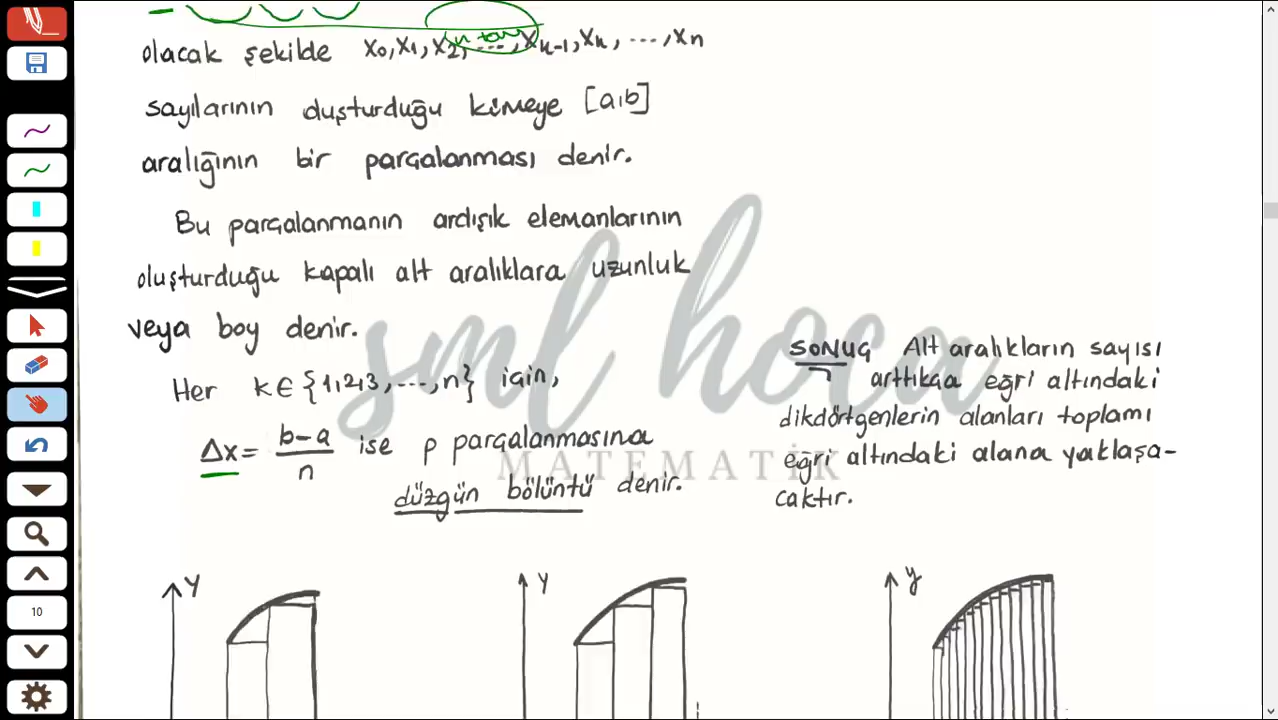 olacak şekilde x₀, x₁, x₂, ..., xₖ₋₁, xₖ, ..., xₙ
sayılarının duşturduğu kümeye [a,b]
aralığının bir parçalanması denir.
Bu parçalanmanın ardışık elemanlarının
oluşturduğu kapalı alt aralıklara uzunluk
veya boy denir.
Her k∈{1,2,3,...,n} için,
Δx = b-a / n ise p parçalanmasına
düzgün bölüntü denir.
SONUÇ Alt aralıkların sayısı
arttıkça eğri altındaki
dikdörtgenlerin alanları toplamı
eğri altındaki alana yaklaşa-
caktır.
sml hoca
MATEMATİK
y
y
y
10